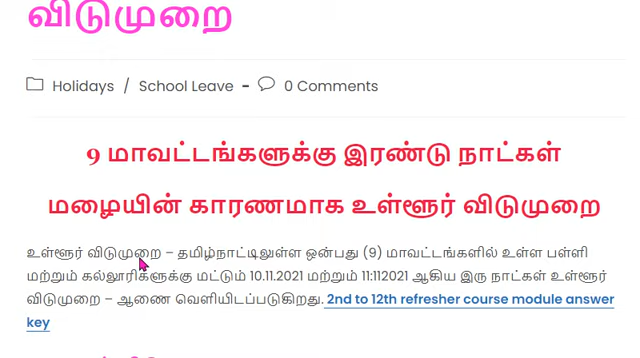 விடுமுறை
Holidays / School Leave - 0 Comments
9 மாவட்டங்களுக்கு இரண்டு நாட்கள்
மழையின் காரணமாக உள்ளூர் விடுமுறை
உள்ளூர் விடுமுறை – தமிழ்நாட்டிலுள்ள ஒன்பது (9) மாவட்டங்களில் உள்ள பள்ளி
மற்றும் கல்லூரிகளுக்கு மட்டும் 10.11.2021 மற்றும் 11:112021 ஆகிய இரு நாட்கள் உள்ளூர்
விடுமுறை – ஆணை வெளியிடப்படுகிறது. 2nd to 12th refresher course module answer
key